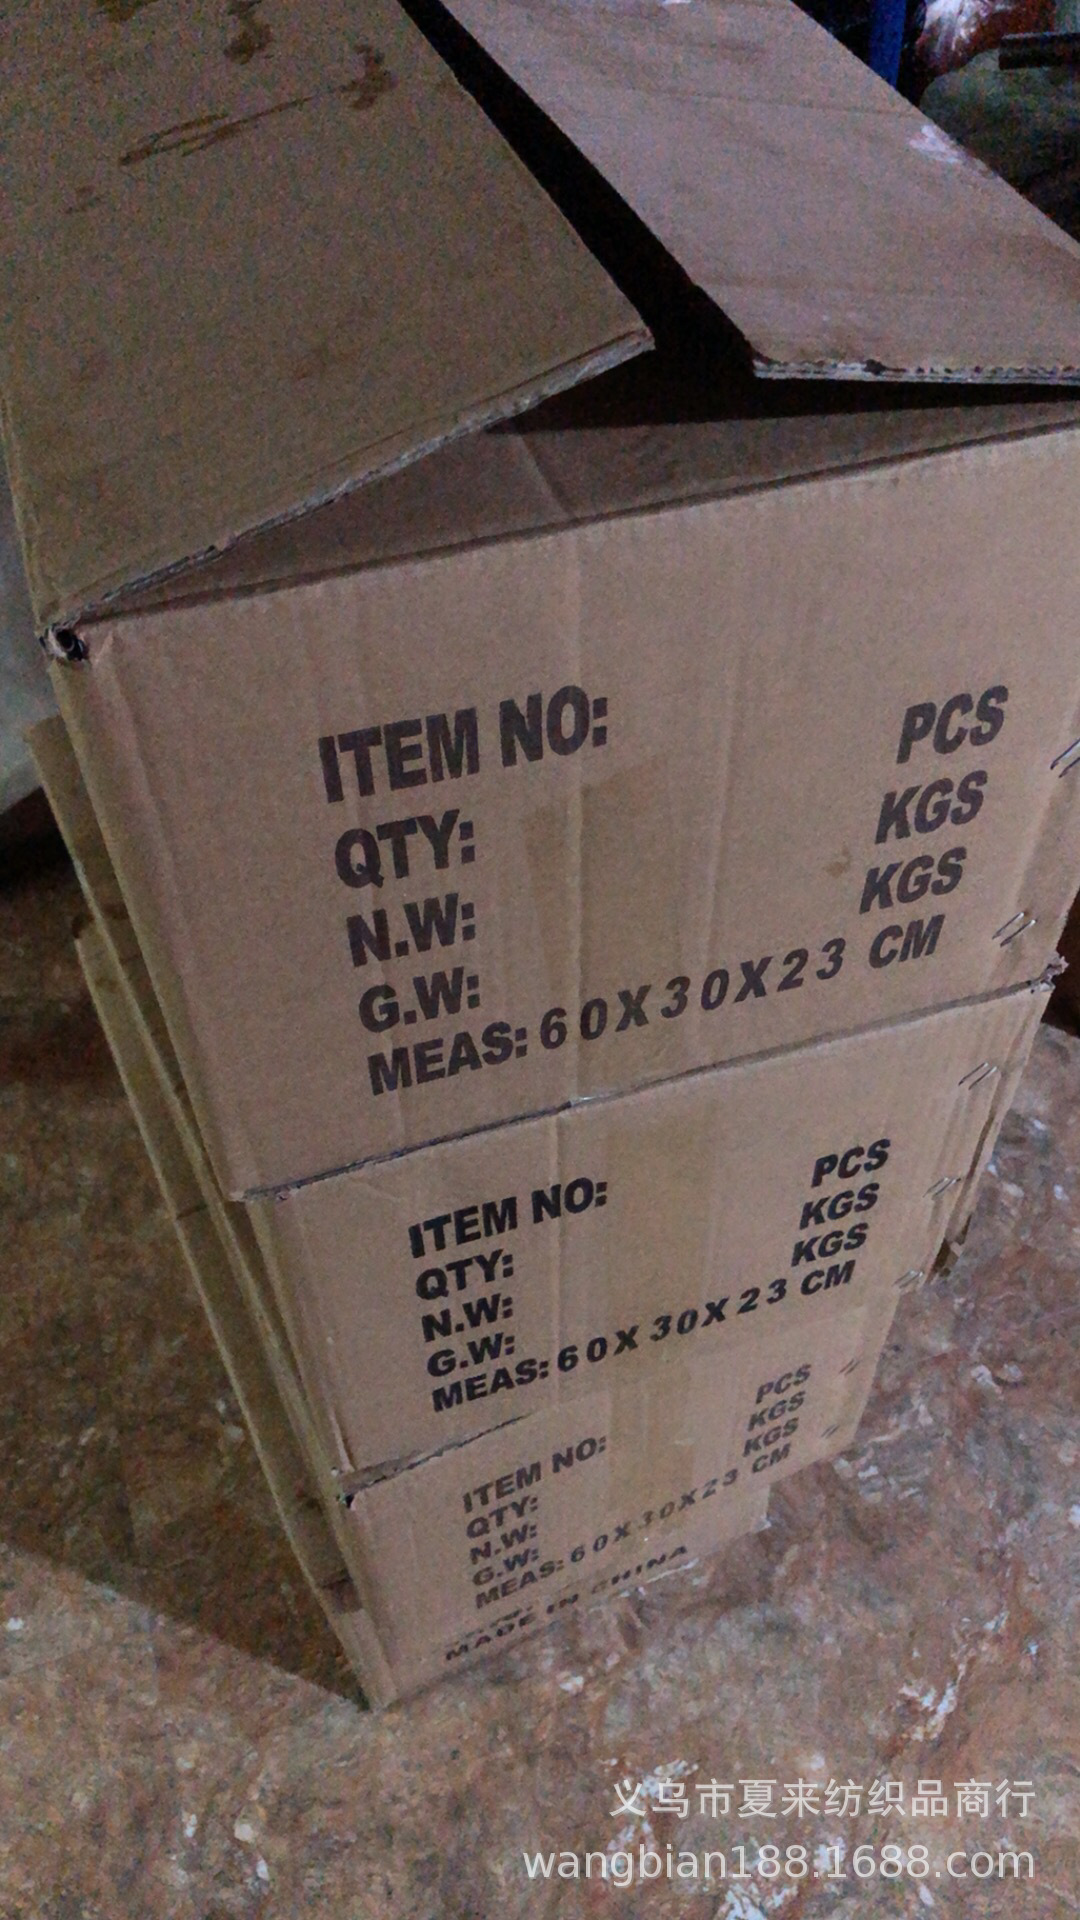 ITEM NO: PCS
QTY: KGS
N.W: KGS
G.W:
MEAS: 60X30X23 CM
ITEM NO: PCS
QTY: KGS
N.W: KGS
G.W:
MEAS: 60X30X23 CM
ITEM NO: PCS
QTY: KGS
N.W: KGS
G.W:
MEAS: 60X30X23 CM
MADE IN CHINA
义乌市夏来纺织品商行
wangbian188.1688.com